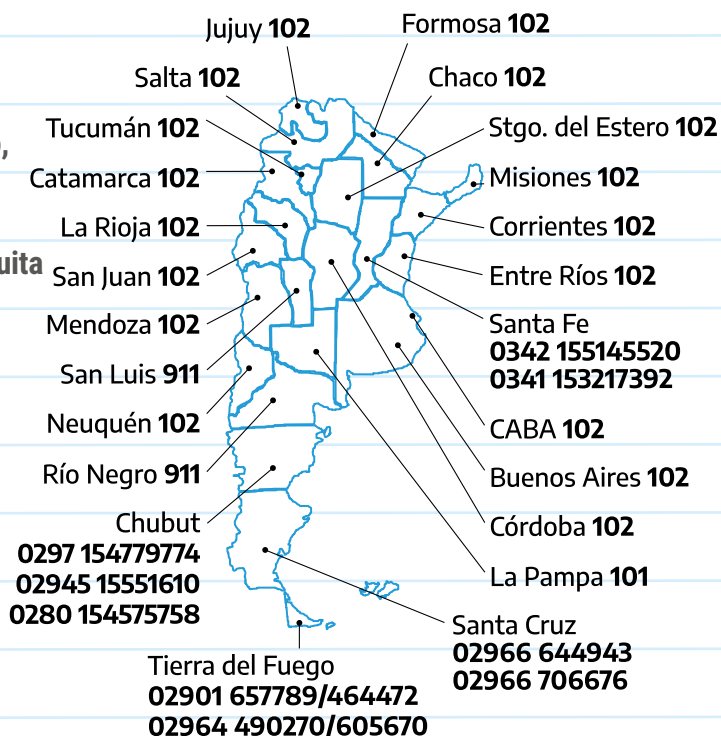 Jujuy 102
Salta 102
Tucumán 102
Catamarca 102
La Rioja 102
uita
San Juan 102
Mendoza 102
San Luis 911
Neuquén 102
Río Negro 911
Chubut
0297 154779774
02945 15551610
0280 154575758
Tierra del Fuego
02901 657789/464472
02964 490270/605670
Formosa 102
Chaco 102
Stgo. del Estero 102
Misiones 102
Corrientes 102
Entre Ríos 102
Santa Fe
0342 155145520
0341 153217392
CABA 102
Buenos Aires 102
Córdoba 102
La Pampa 101
Santa Cruz
02966 644943
02966 706676